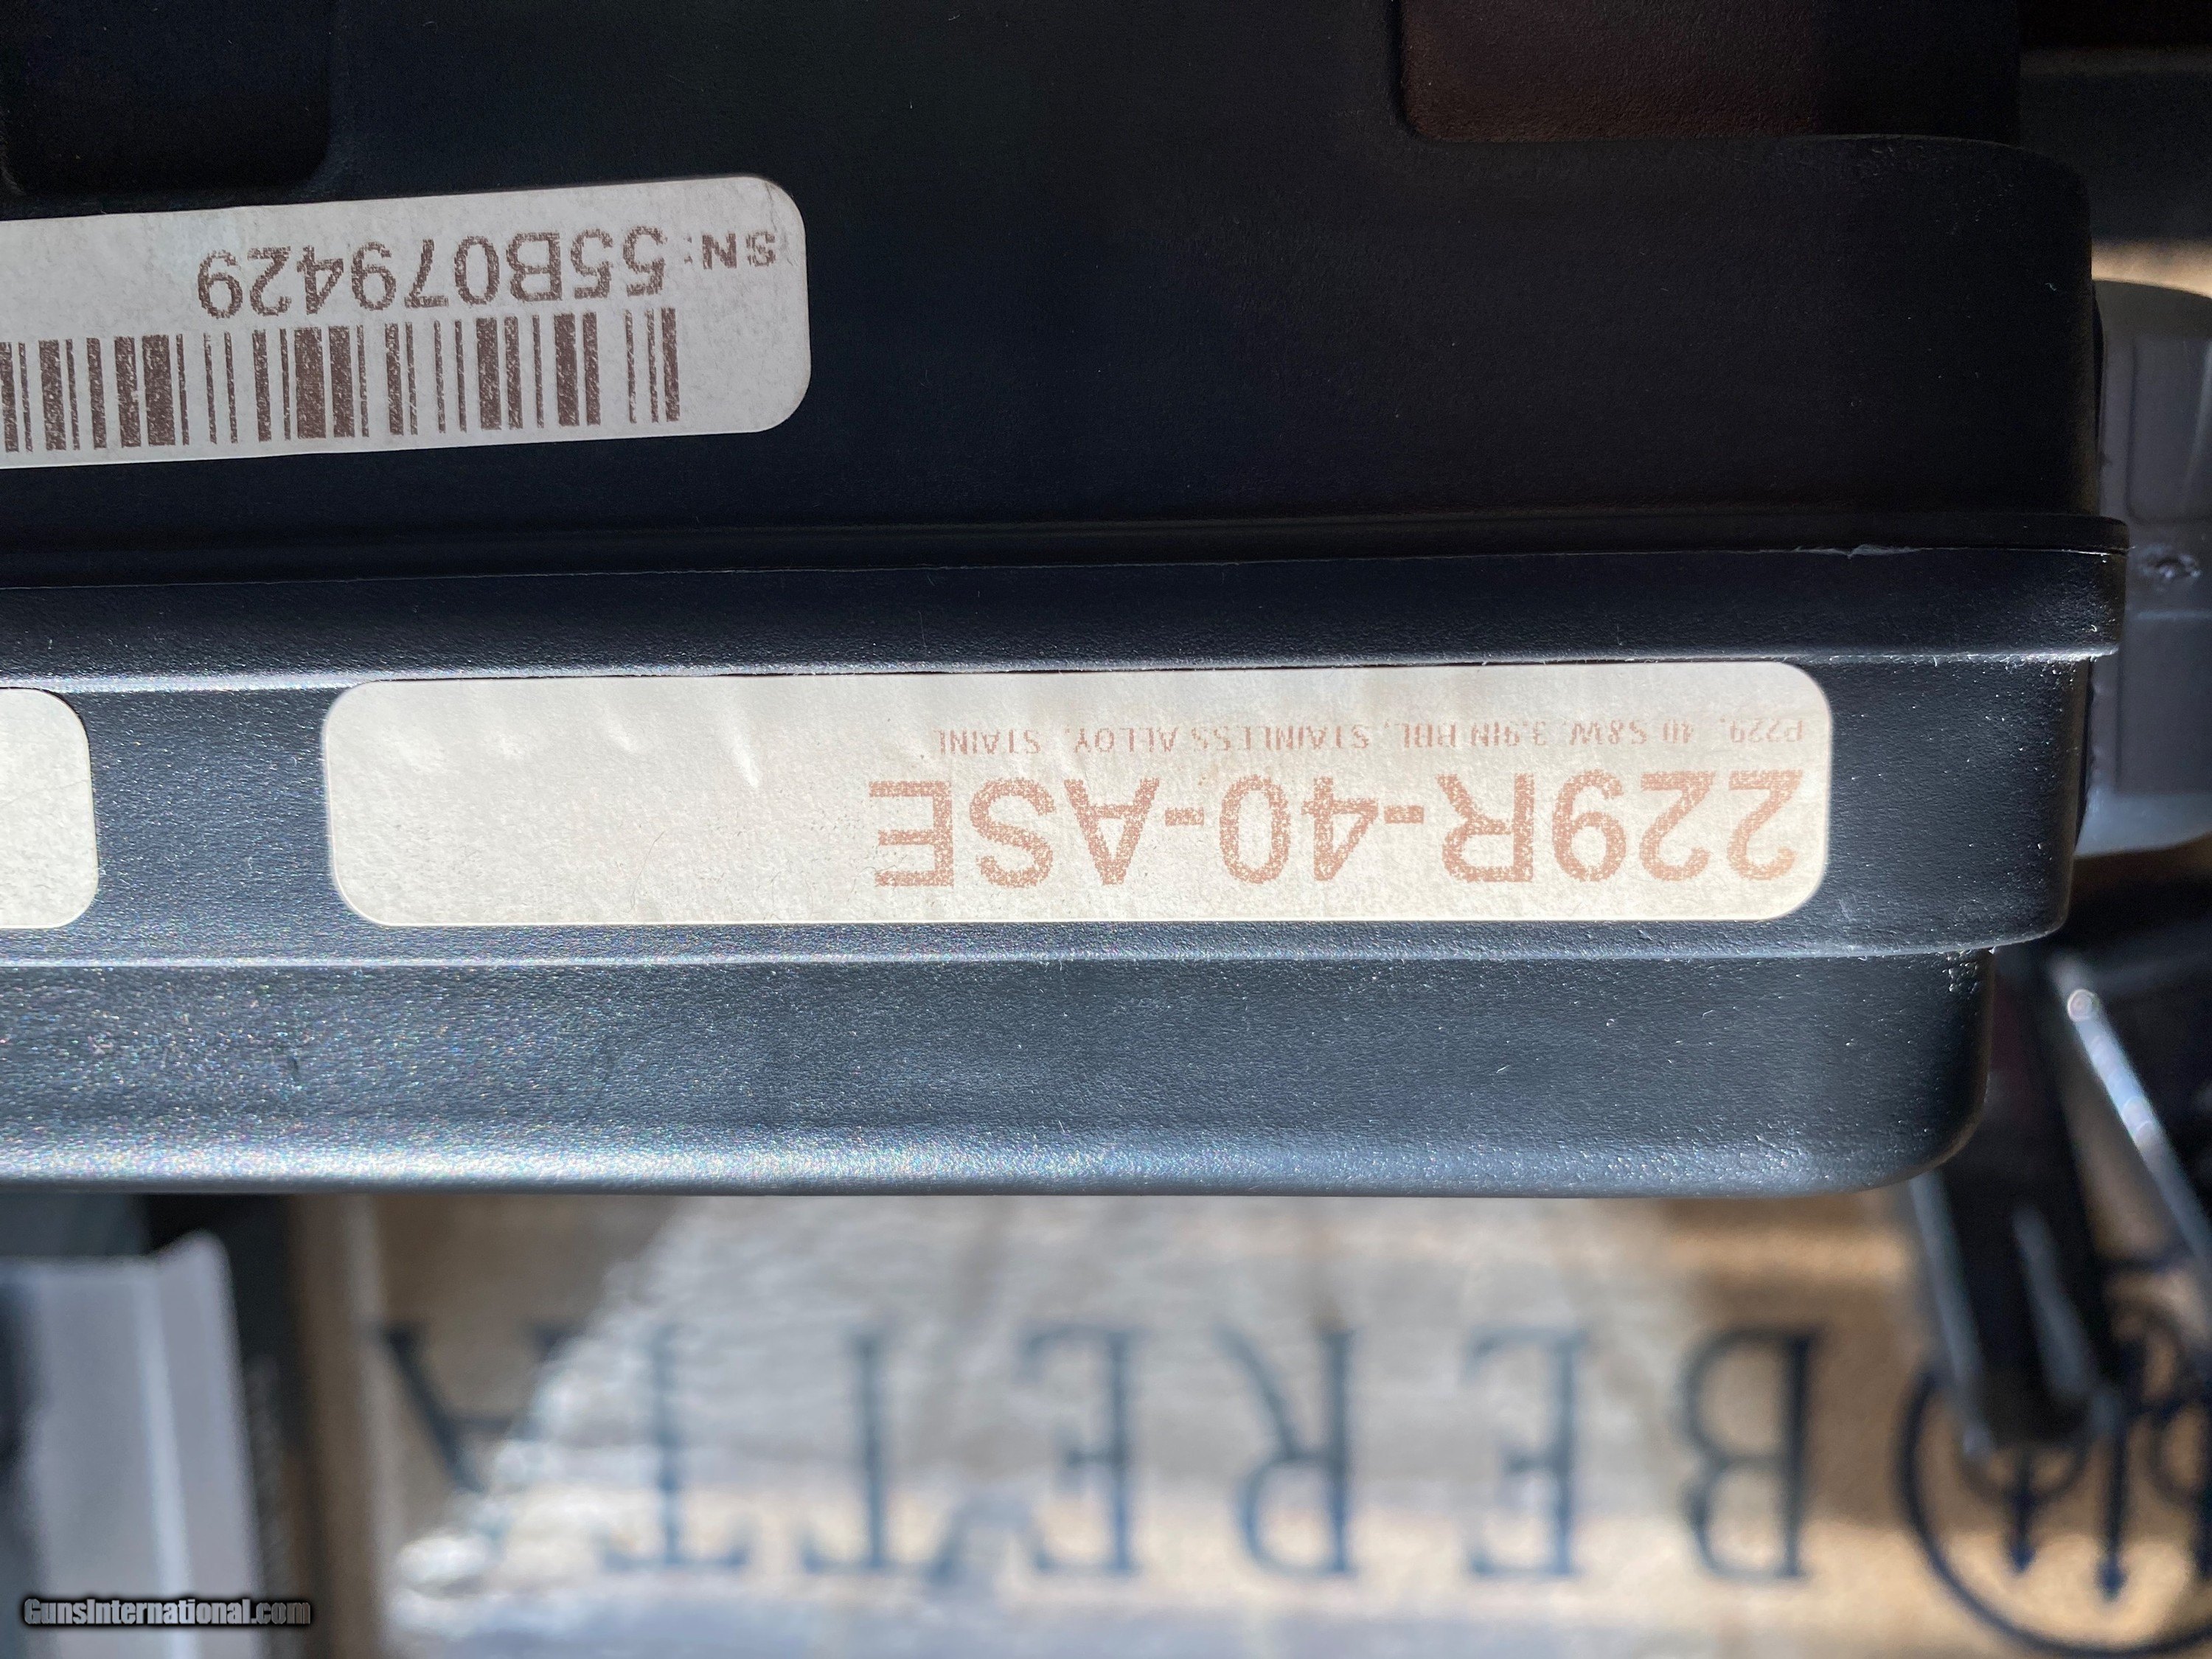 BERETTA
229R-40-ASE
P229, 40 S&W, 3.9IN BBL, STAINLESS ALLOY, STAINL
SN: 55B079429
GunsInternational.com